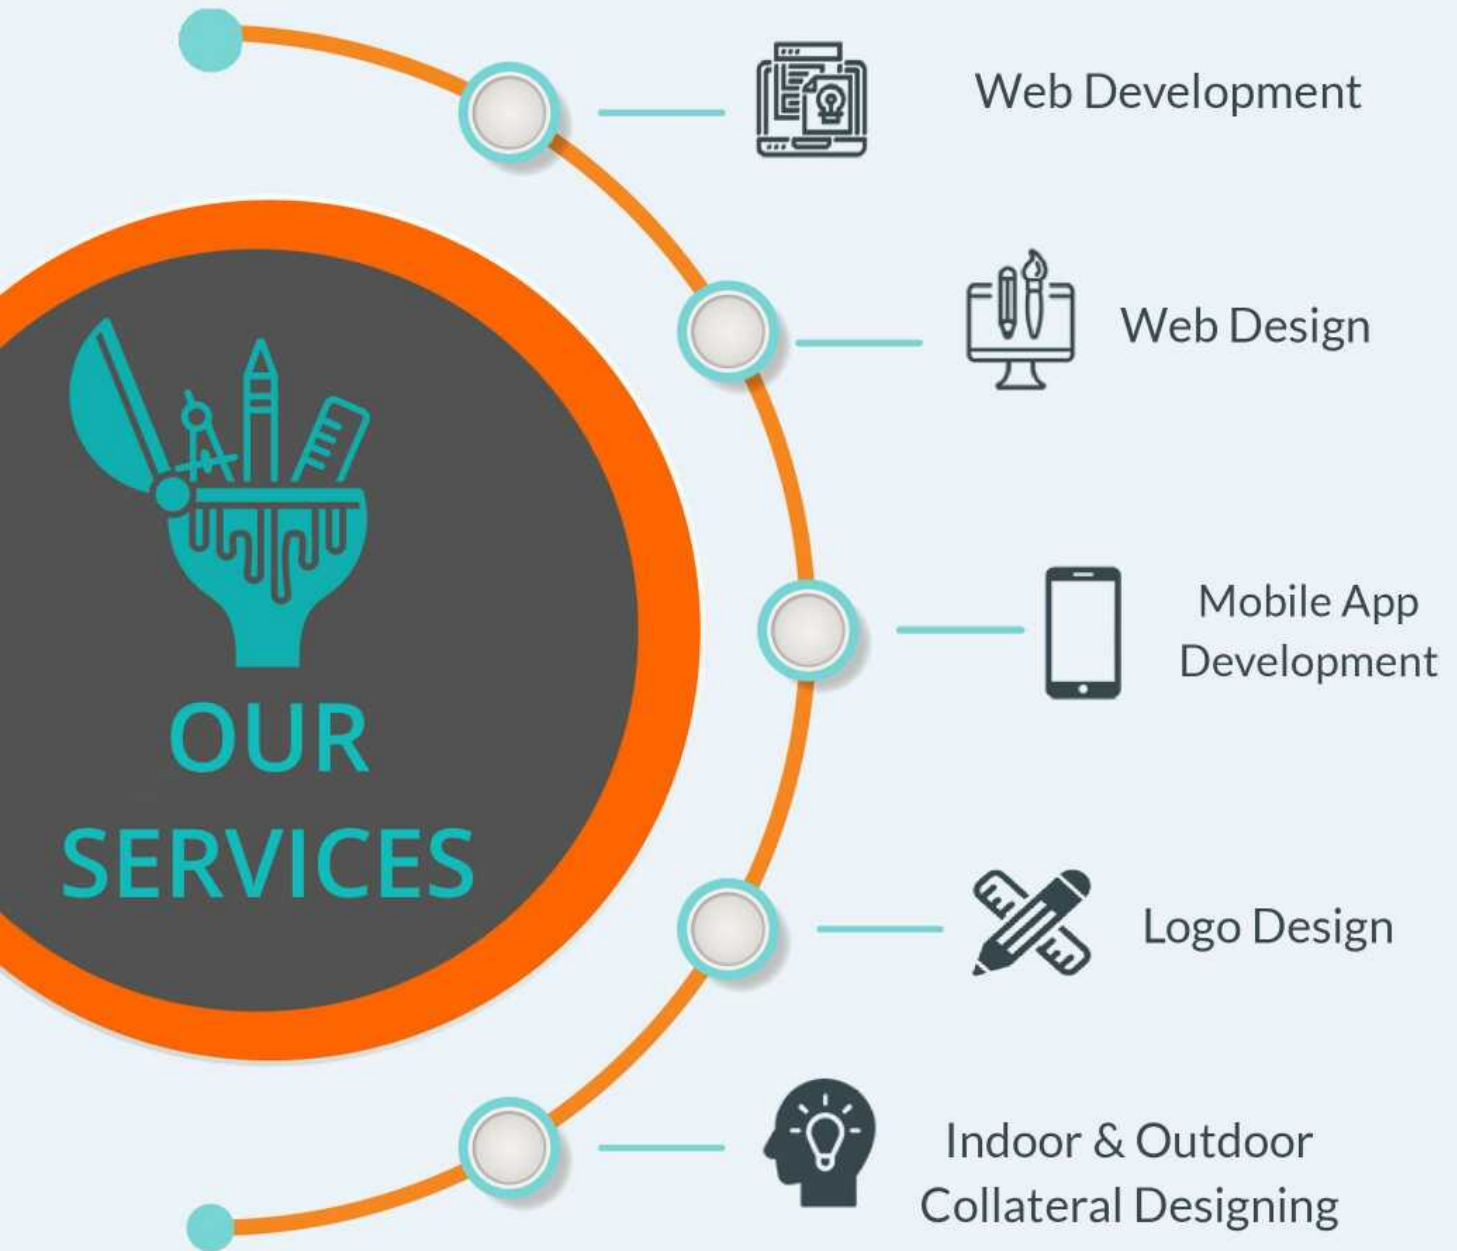 OUR
SERVICES
Web Development
Web Design
Mobile App
Development
Logo Design
Indoor & Outdoor
Collateral Designing